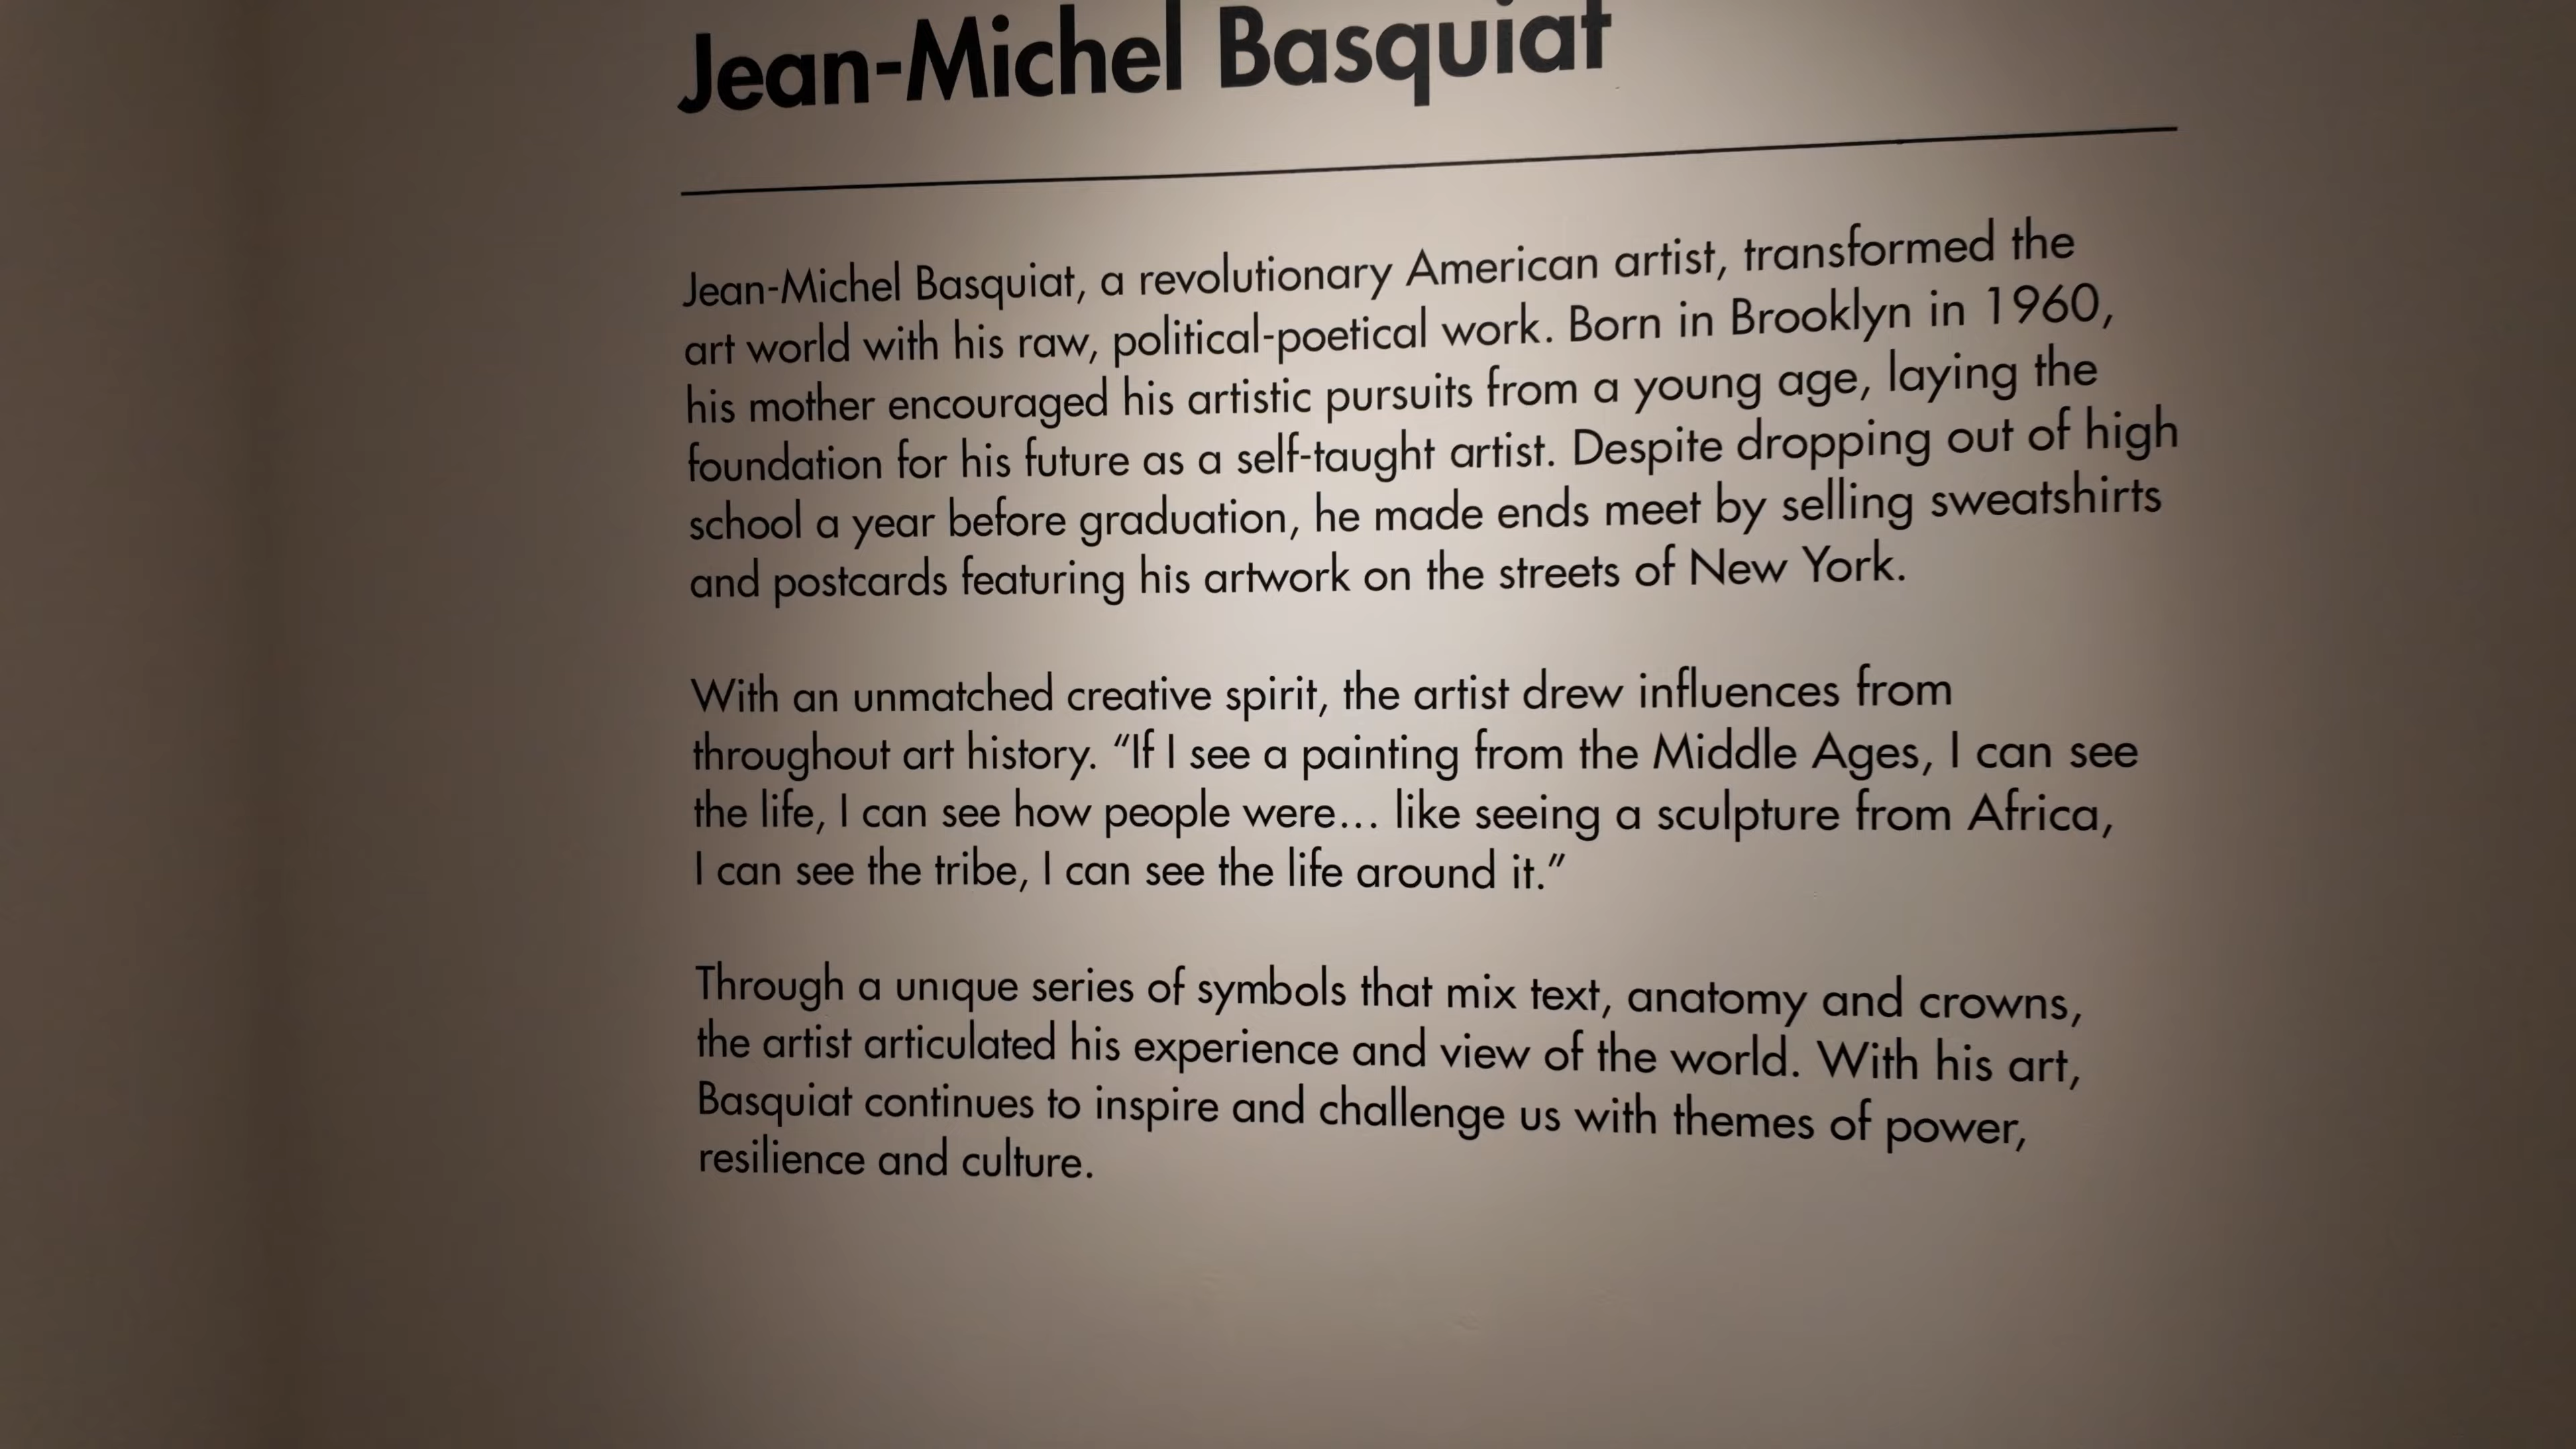 Jean-Michel Basquiat
Jean-Michel Basquiat, a revolutionary American artist, transformed the
art world with his raw, political-poetical work. Born in Brooklyn in 1960,
his mother encouraged his artistic pursuits from a young age, laying the
foundation for his future as a self-taught artist. Despite dropping out of high
school a year before graduation, he made ends meet by selling sweatshirts
and postcards featuring his artwork on the streets of New York.
With an unmatched creative spirit, the artist drew influences from
throughout art history. “If I see a painting from the Middle Ages, I can see
the life, I can see how people were... like seeing a sculpture from Africa,
I can see the tribe, I can see the life around it.”
Through a unique series of symbols that mix text, anatomy and crowns,
the artist articulated his experience and view of the world. With his art,
Basquiat continues to inspire and challenge us with themes of power,
resilience and culture.